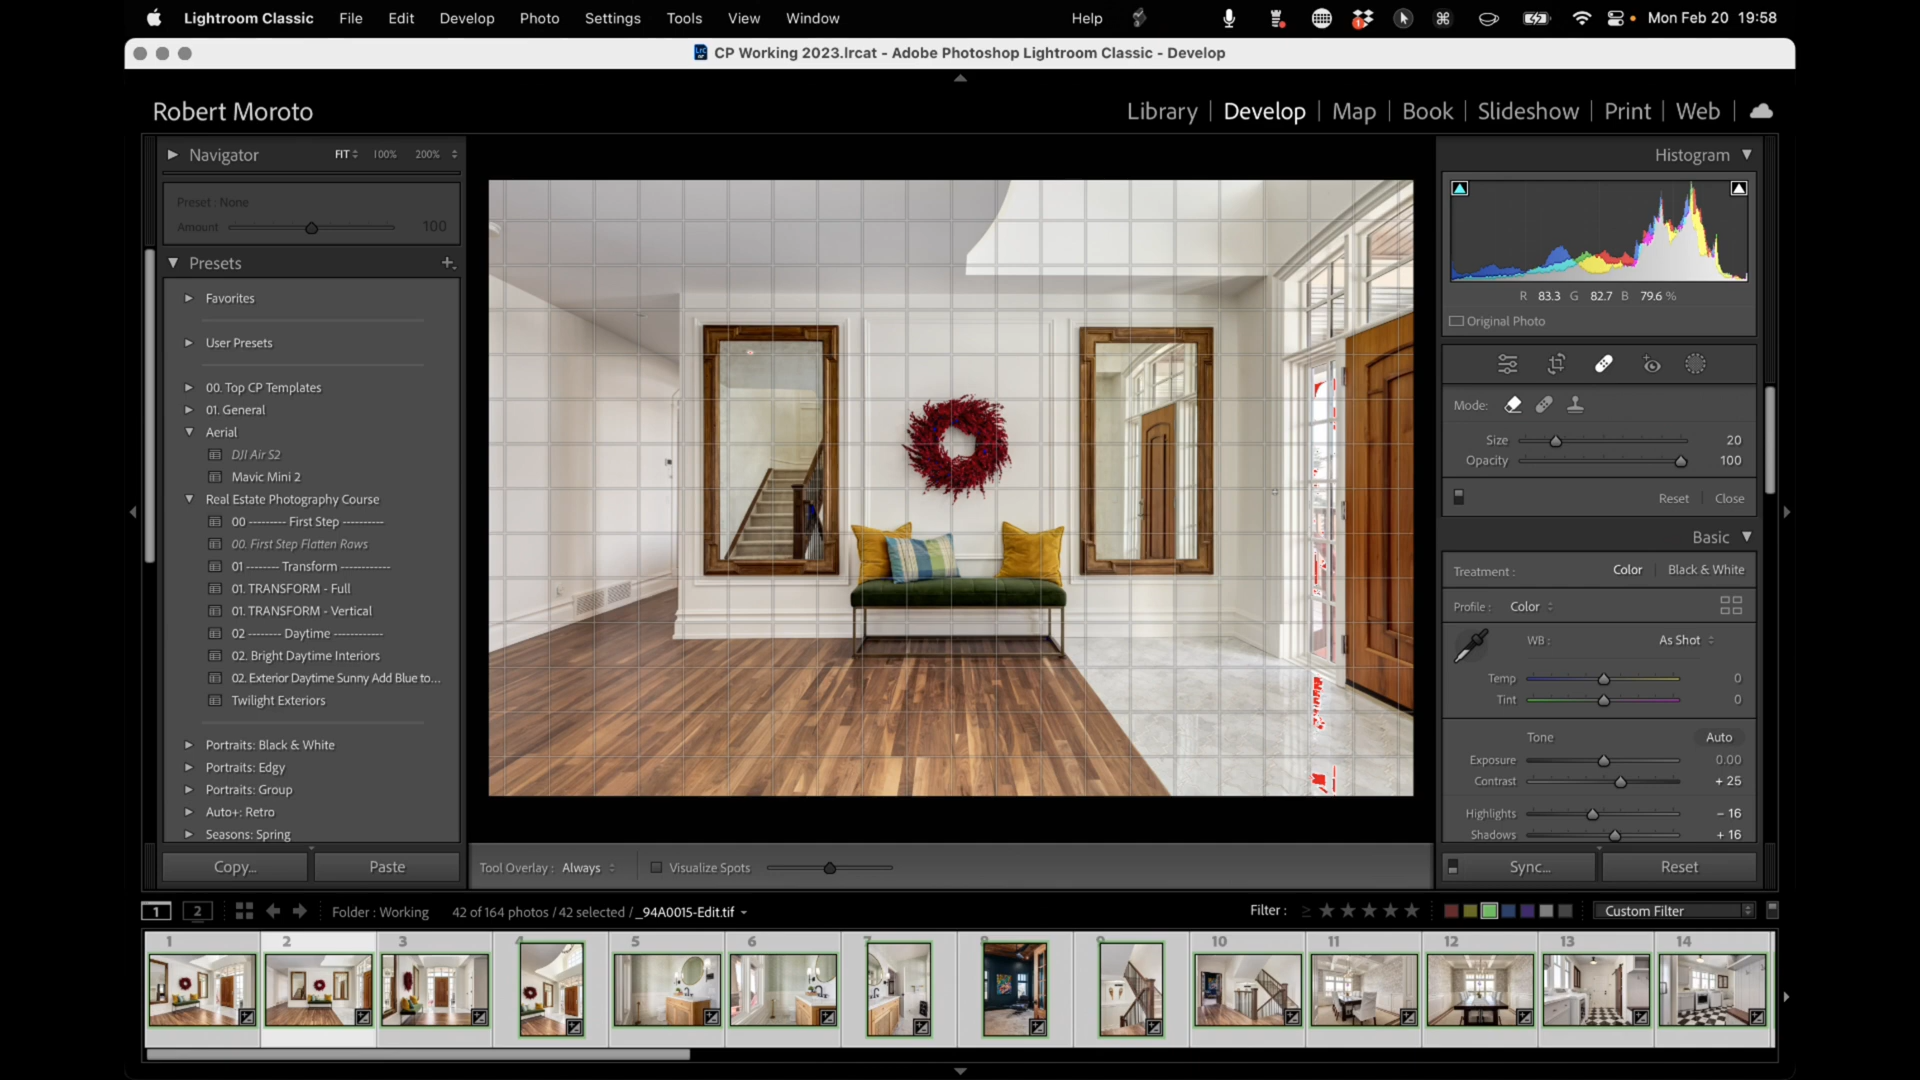 Lightroom Classic File Edit Develop Photo Settings Tools View Window Help Mon Feb 20 19:58
CP Working 2023.lrcat - Adobe Photoshop Lightroom Classic - Develop
Robert Moroto
Library | Develop | Map | Book | Slideshow | Print | Web
Navigator FIT 100% 200%
Preset : None
Amount 100
Presets
Favorites
User Presets
00. Top CP Templates
01. General
Aerial
DJI Air S2
Mavic Mini 2
Real Estate Photography Course
00 --------- First Step ----------
00. First Step Flatten Raws
01 -------- Transform ------------
01. TRANSFORM - Full
01. TRANSFORM - Vertical
02 -------- Daytime ------------
02. Bright Daytime Interiors
02. Exterior Daytime Sunny Add Blue to...
Twilight Exteriors
Portraits: Black & White
Portraits: Edgy
Portraits: Group
Auto+: Retro
Seasons: Spring
Copy... Paste
Tool Overlay : Always Visualize Spots
Histogram
R 83.3 G 82.7 B 79.6 %
Original Photo
Mode:
Size 20
Opacity 100
Reset | Close
Basic
Treatment : Color | Black & White
Profile : Color
WB : As Shot
Temp 0
Tint 0
Tone Auto
Exposure 0.00
Contrast + 25
Highlights – 16
Shadows + 16
Sync... Reset
1 2 Folder : Working 42 of 164 photos / 42 selected / _94A0015-Edit.tif Filter : Custom Filter
1 2 3 4 5 6 7 8 9 10 11 12 13 14